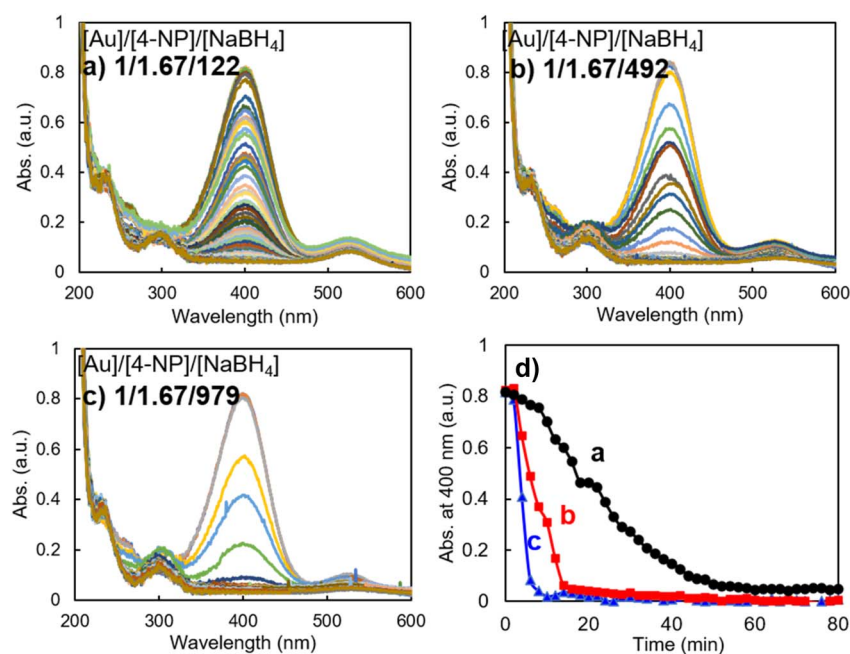 [Au]/[4-NP]/[NaBH4]
a) 1/1.67/122
Abs. (a.u.)
1
0.8
0.6
0.4
0.2
0
200 300 400 500 600
Wavelength (nm)
[Au]/[4-NP]/[NaBH4]
b) 1/1.67/492
Abs. (a.u.)
1
0.8
0.6
0.4
0.2
0
200 300 400 500 600
Wavelength (nm)
[Au]/[4-NP]/[NaBH4]
c) 1/1.67/979
Abs. (a.u.)
1
0.8
0.6
0.4
0.2
0
200 300 400 500 600
Wavelength (nm)
d)
a
b
c
Abs. at 400 nm (a.u.)
1
0.8
0.6
0.4
0.2
0
0 20 40 60 80
Time (min)